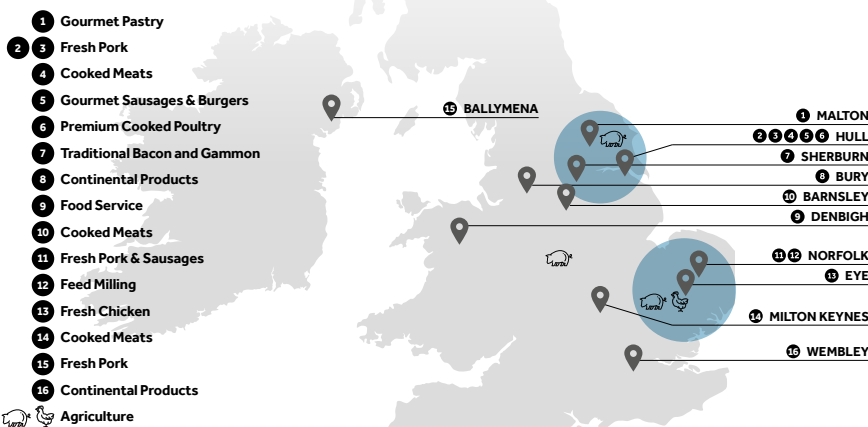 1 Gourmet Pastry
2 3 Fresh Pork
4 Cooked Meats
5 Gourmet Sausages & Burgers
6 Premium Cooked Poultry
7 Traditional Bacon and Gammon
8 Continental Products
9 Food Service
10 Cooked Meats
11 Fresh Pork & Sausages
12 Feed Milling
13 Fresh Chicken
14 Cooked Meats
15 Fresh Pork
16 Continental Products
Agriculture
15 BALLYMENA
1 MALTON
2 3 4 5 6 HULL
7 SHERBURN
8 BURY
10 BARNSLEY
9 DENBIGH
11 12 NORFOLK
13 EYE
14 MILTON KEYNES
16 WEMBLEY